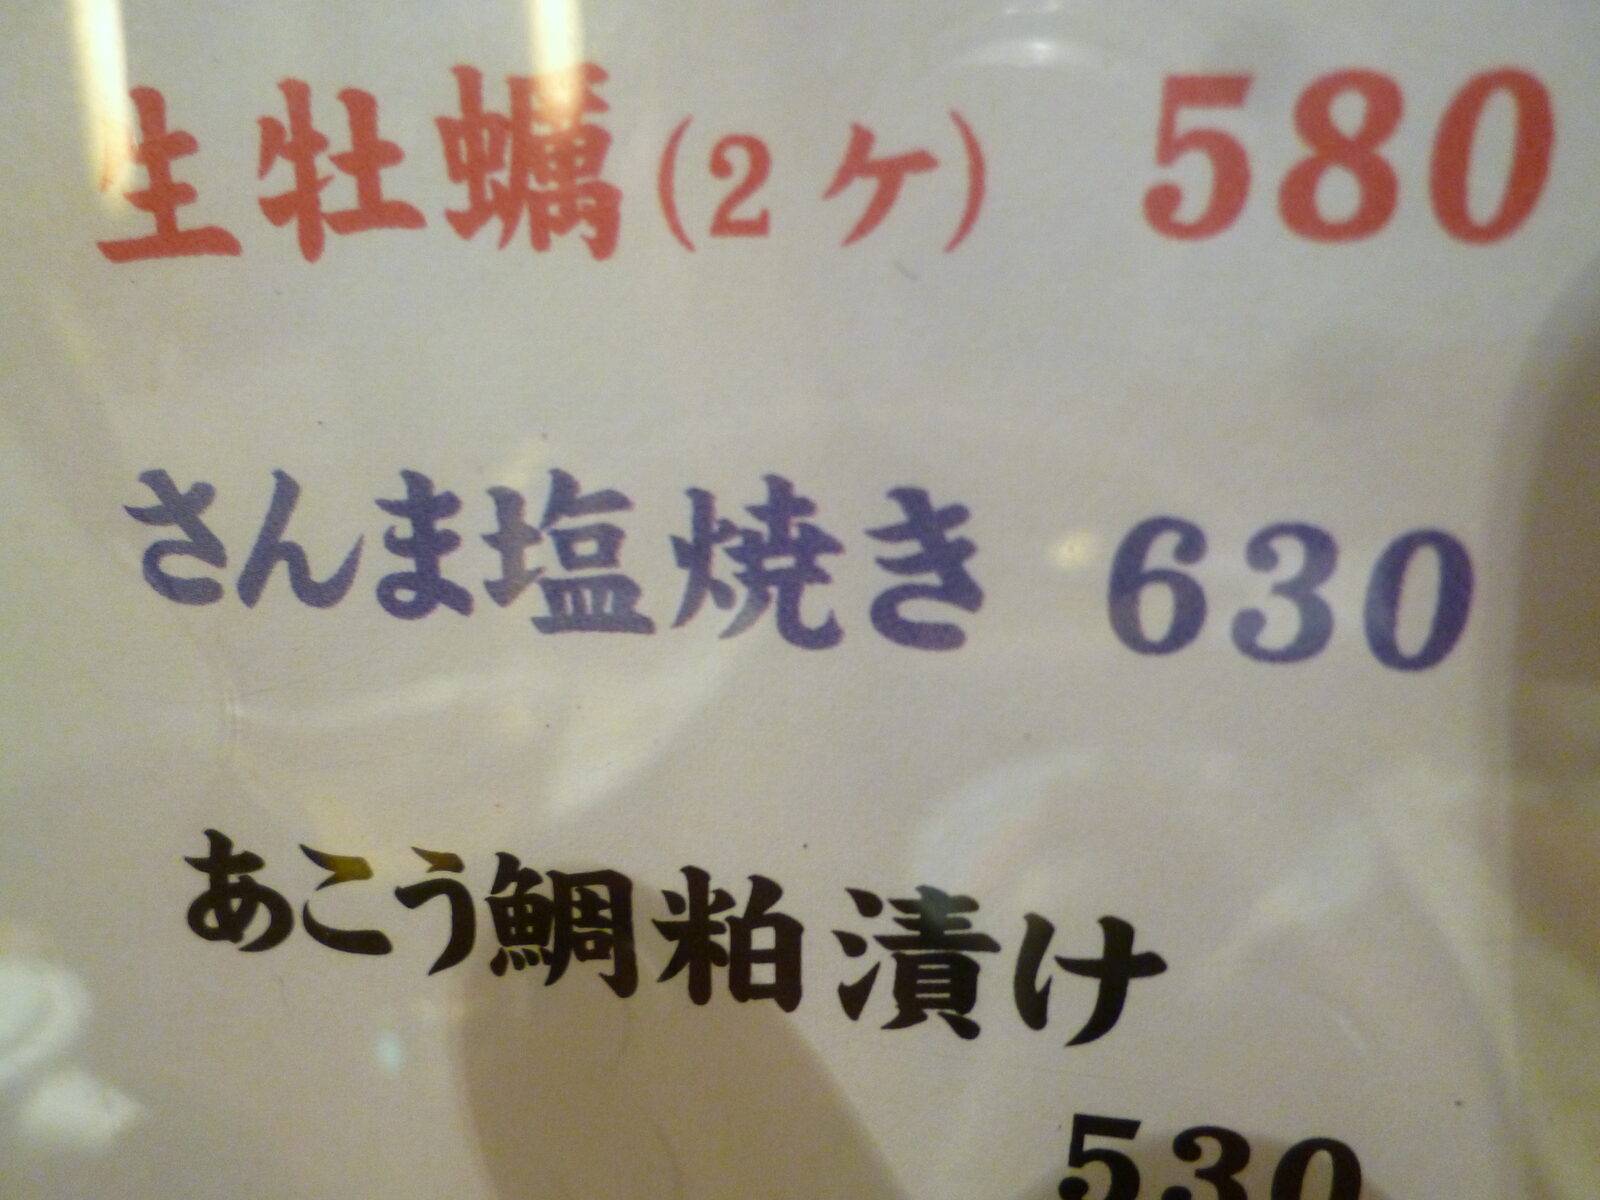 生牡蠣(2ケ) 580
さんま塩焼き 630
あこう鯛粕漬け
530